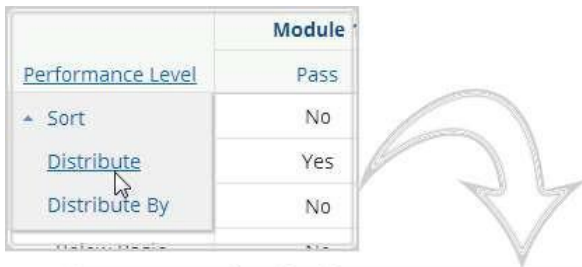 Module
Performance Level Pass
Sort No
Distribute Yes
Distribute By No